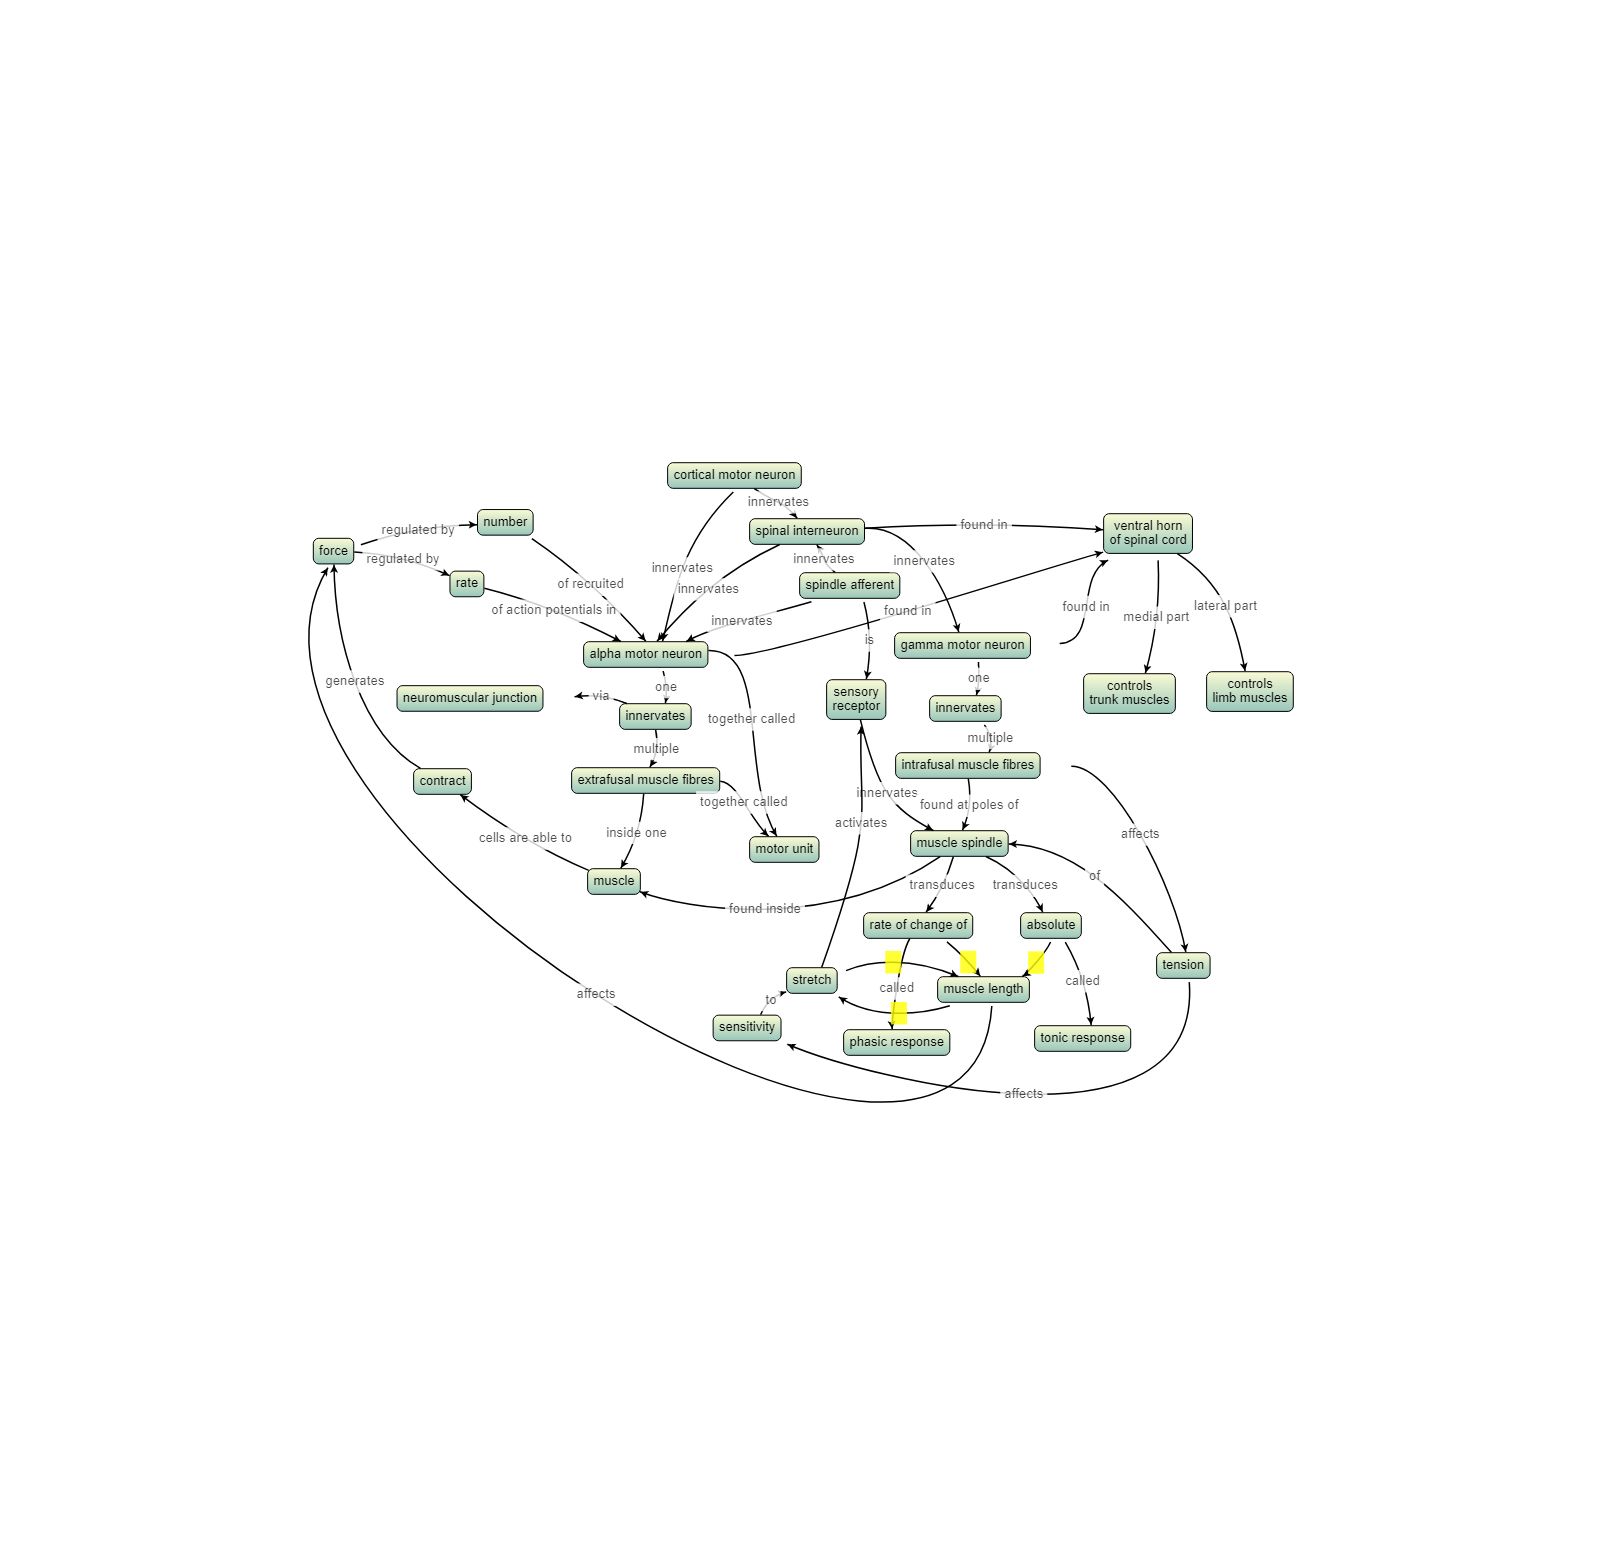 cortical motor neuron
innervates
number
regulated by
spinal interneuron
found in
ventral horn
of spinal cord
force
regulated by
innervates
innervates
innervates
rate
of recruited
innervates
spindle afferent
of action potentials in
innervates
found in
found in
medial part
lateral part
alpha motor neuron
is
gamma motor neuron
generates
neuromuscular junction
via
one
innervates
together called
sensory
receptor
one
innervates
controls
trunk muscles
controls
limb muscles
multiple
multiple
contract
extrafusal muscle fibres
intrafusal muscle fibres
together called
innervates
found at poles of
cells are able to
inside one
activates
affects
motor unit
muscle spindle
muscle
of
transduces
transduces
found inside
rate of change of
absolute
tension
stretch
called
muscle length
called
affects
to
sensitivity
phasic response
tonic response
affects